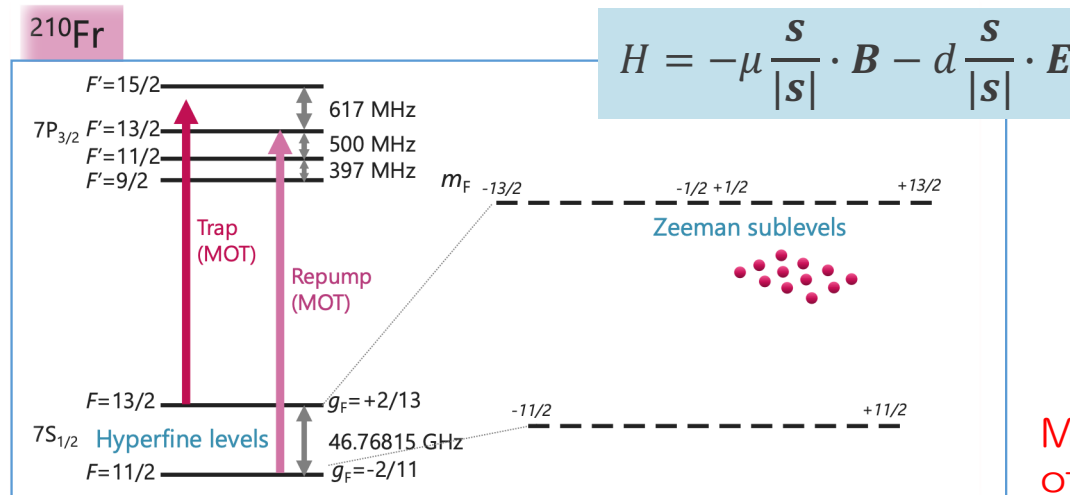 ²¹⁰Fr
H = −μ s/|s| · B − d s/|s| · E
F'=15/2
617 MHz
7P₃/₂ F'=13/2
500 MHz
F'=11/2
397 MHz
F'=9/2
mF -13/2 -1/2 +1/2 +13/2
Zeeman sublevels
Trap
(MOT)
Repump
(MOT)
F=13/2 gF=+2/13
-11/2 +11/2
7S₁/₂ Hyperfine levels 46.76815 GHz
F=11/2 gF=-2/11
M